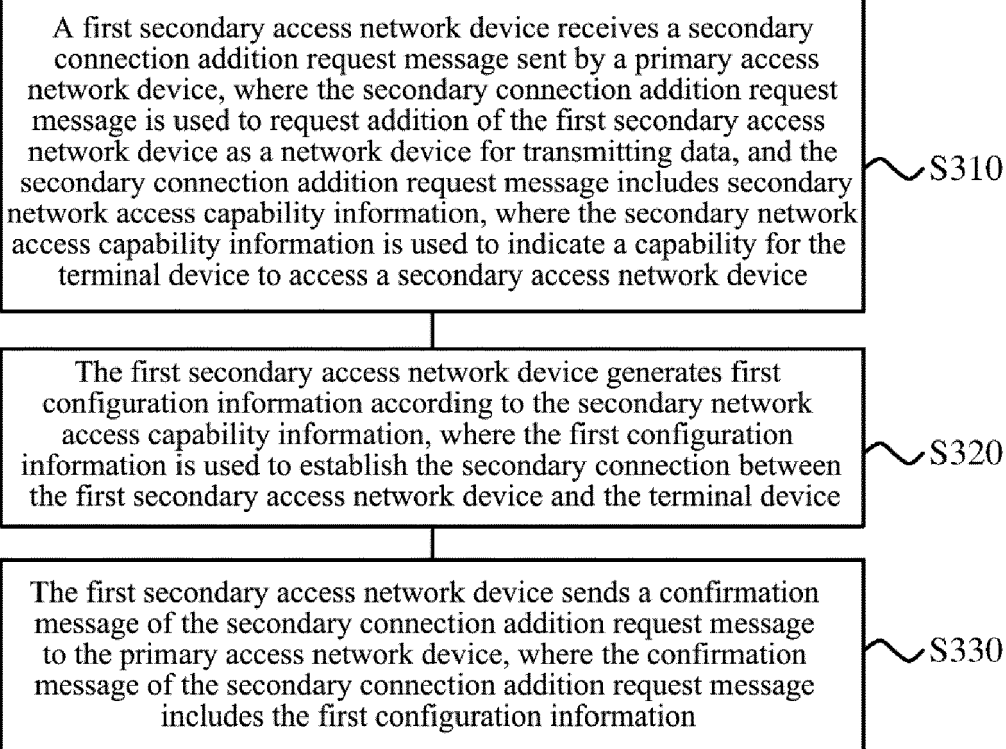 A first secondary access network device receives a secondary
connection addition request message sent by a primary access
network device, where the secondary connection addition request
message is used to request addition of the first secondary access
network device as a network device for transmitting data, and the
secondary connection addition request message includes secondary
network access capability information, where the secondary network
access capability information is used to indicate a capability for the
terminal device to access a secondary access network device
S310
The first secondary access network device generates first
configuration information according to the secondary network
access capability information, where the first configuration
information is used to establish the secondary connection between
the first secondary access network device and the terminal device
S320
The first secondary access network device sends a confirmation
message of the secondary connection addition request message
to the primary access network device, where the confirmation
message of the secondary connection addition request message
includes the first configuration information
S330